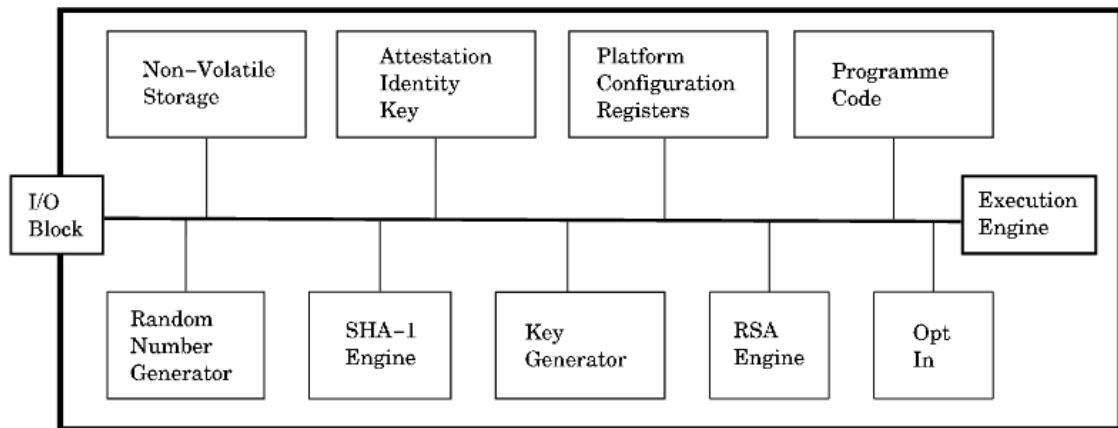 Non-Volatile
Storage
Attestation
Identity
Key
Platform
Configuration
Registers
Programme
Code
I/O
Block
Execution
Engine
Random
Number
Generator
SHA-1
Engine
Key
Generator
RSA
Engine
Opt
In